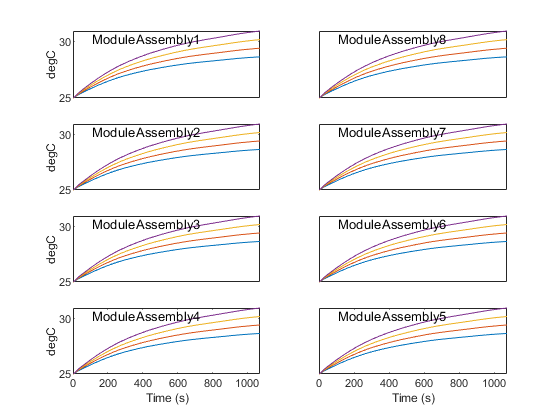 ModuleAssembly1
30
degC
25
ModuleAssembly8
ModuleAssembly2
30
degC
25
ModuleAssembly7
ModuleAssembly3
30
degC
25
ModuleAssembly6
ModuleAssembly4
30
degC
25
0 200 400 600 800 1000
Time (s)
ModuleAssembly5
0 200 400 600 800 1000
Time (s)